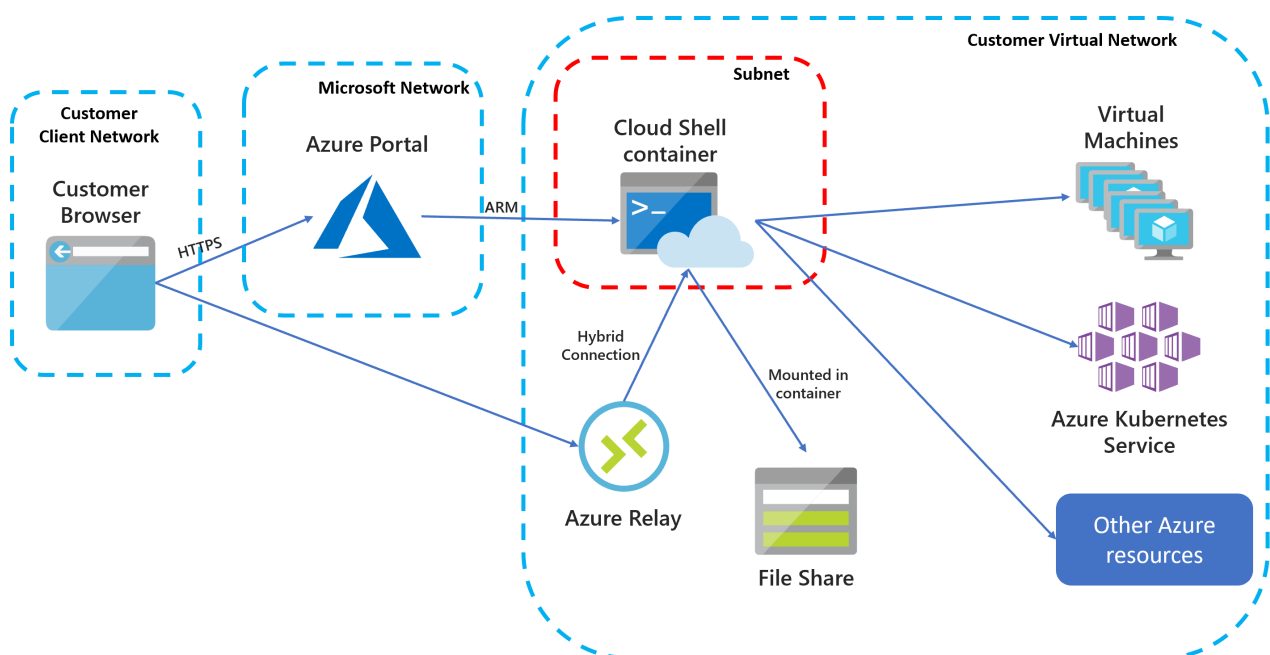 Customer
Client Network
Customer
Browser
HTTPS
Microsoft Network
Azure Portal
ARM
Customer Virtual Network
Subnet
Cloud Shell
container
>_
Hybrid
Connection
Mounted in
container
Azure Relay
File Share
Virtual
Machines
Azure Kubernetes
Service
Other Azure
resources